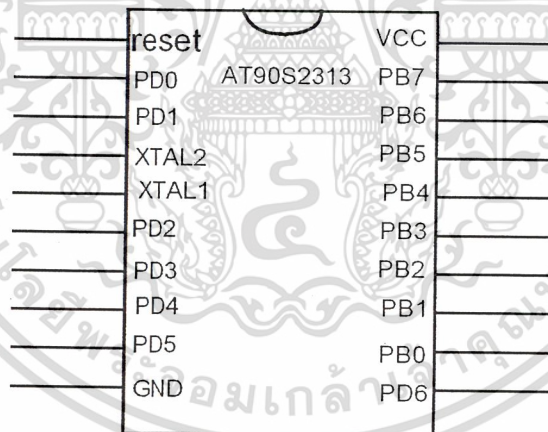 reset
PD0
PD1
XTAL2
XTAL1
PD2
PD3
PD4
PD5
GND
AT90S2313
VCC
PB7
PB6
PB5
PB4
PB3
PB2
PB1
PB0
PD6